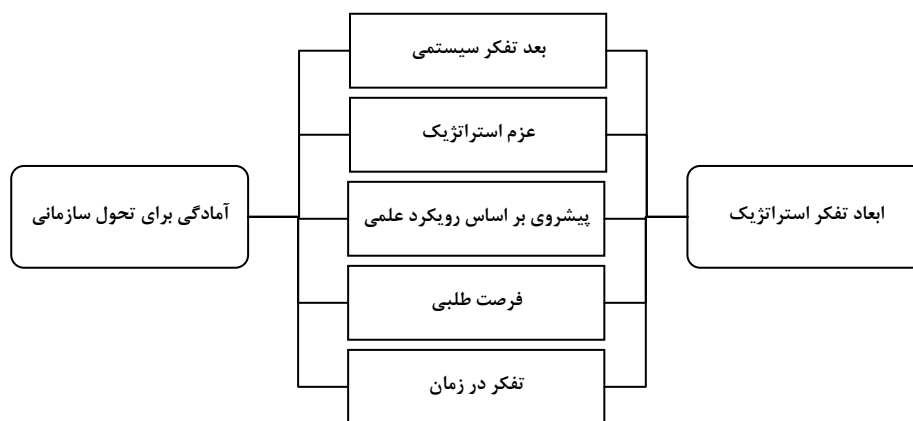 بعد تفکر سیستمی
عزم استراتژیک
پیشروی بر اساس رویکرد علمی
فرصت طلبی
تفکر در زمان
ابعاد تفکر استراتژیک
آمادگی برای تحول سازمانی